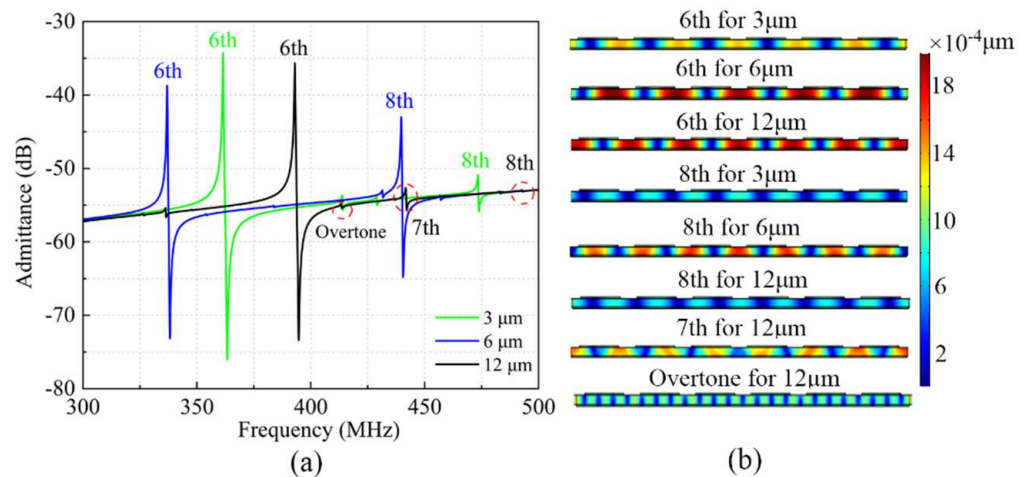 -30
-40
-50
-60
-70
-80
Admittance (dB)
6th
6th
6th
8th
8th
8th
Overtone
7th
3 μm
6 μm
12 μm
300
350
400
450
500
Frequency (MHz)
(a)
6th for 3μm
6th for 6μm
6th for 12μm
8th for 3μm
8th for 6μm
8th for 12μm
7th for 12μm
Overtone for 12μm
×10⁻⁴μm
18
14
10
6
2
(b)